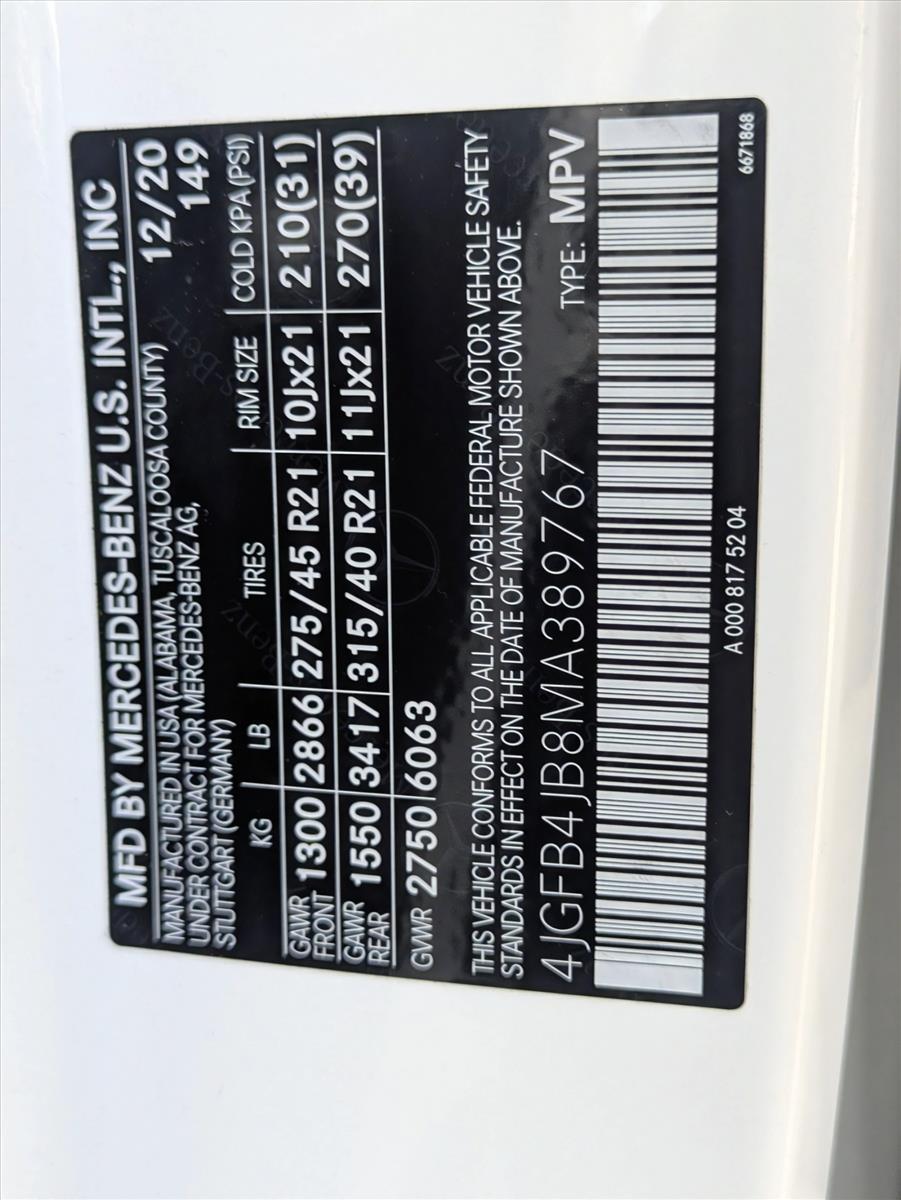 MFD BY MERCEDES-BENZ U.S. INTL., INC
MANUFACTURED IN USA (ALABAMA, TUSCALOOSA COUNTY) 12/20
UNDER CONTRACT FOR MERCEDES-BENZ AG, 149
STUTTGART (GERMANY)
KG LB TIRES RIM SIZE COLD KPA (PSI)
GAWR FRONT 1300 2866 275/45 R21 10Jx21 210(31)
GAWR REAR 1550 3417 315/40 R21 11Jx21 270(39)
GVWR 2750 6063
THIS VEHICLE CONFORMS TO ALL APPLICABLE FEDERAL MOTOR VEHICLE SAFETY
STANDARDS IN EFFECT ON THE DATE OF MANUFACTURE SHOWN ABOVE.
4JGFB4JB8MA389767 TYPE: MPV
A 000 817 52 04 6671868